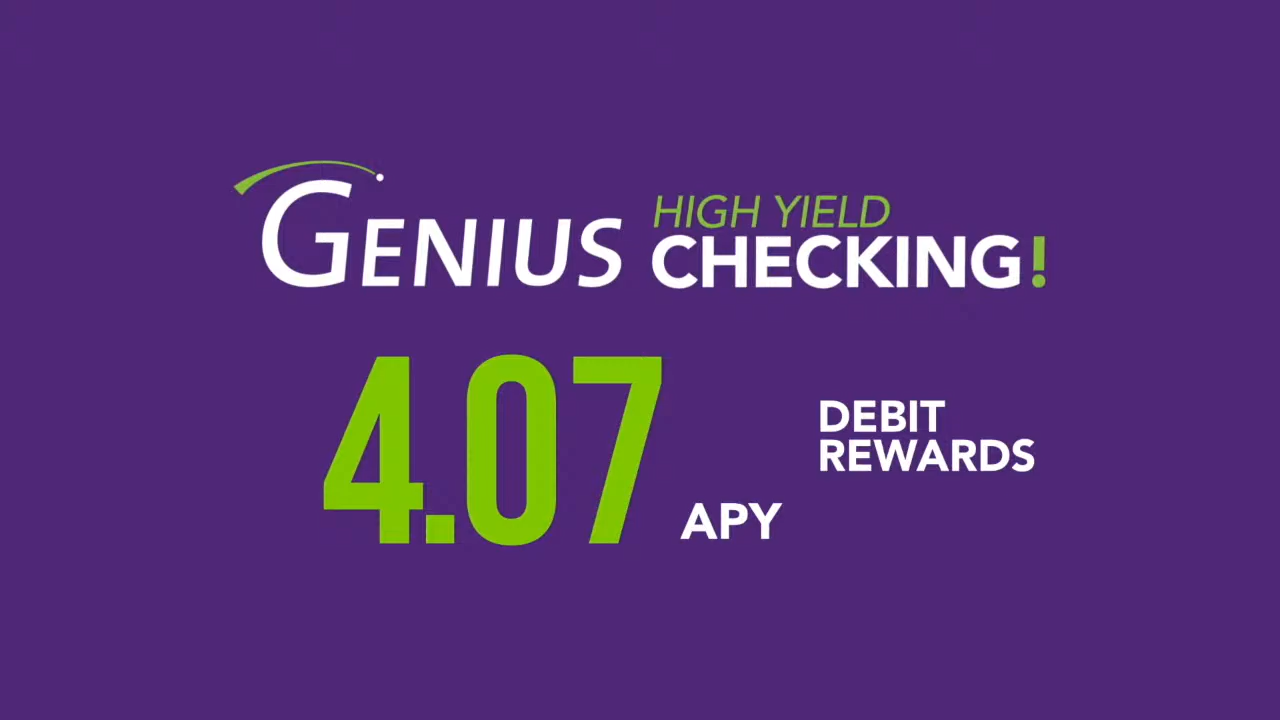 GENIUS
HIGH YIELD
CHECKING!
4.07 APY
DEBIT
REWARDS